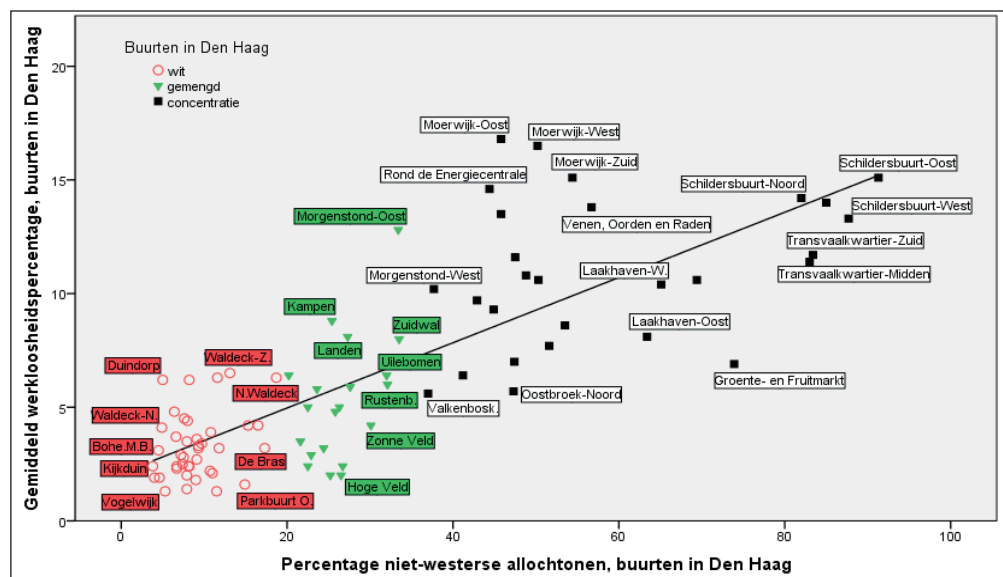 Gemiddeld werkloosheidspercentage, buurten in Den Haag
Buurten in Den Haag
wit
gemengd
concentratie
20
15
10
5
0
Moerwijk-Oost
Moerwijk-West
Moerwijk-Zuid
Rond de Energiecentrale
Schildersbuurt-Oost
Schildersbuurt-Noord
Schildersbuurt-West
Venen, Oorden en Raden
Morgenstond-Oost
Transvaalkwartier-Zuid
Morgenstond-West
Laakhaven-W.
Transvaalkwartier-Midden
Kampen
Zuidwal
Laakhaven-Oost
Landen
Duindorp
Waldeck-Z.
Uilebomen
Groente- en Fruitmarkt
N.Waldeck
Rustenb.
Oostbroek-Noord
Waldeck-N.
Valkenbosk.
Zonne Veld
Bohe.M.B.
De Bras
Kijkduin
Hoge Veld
Vogelwijk
Parkbuurt O.
0
20
40
60
80
100
Percentage niet-westerse allochtonen, buurten in Den Haag